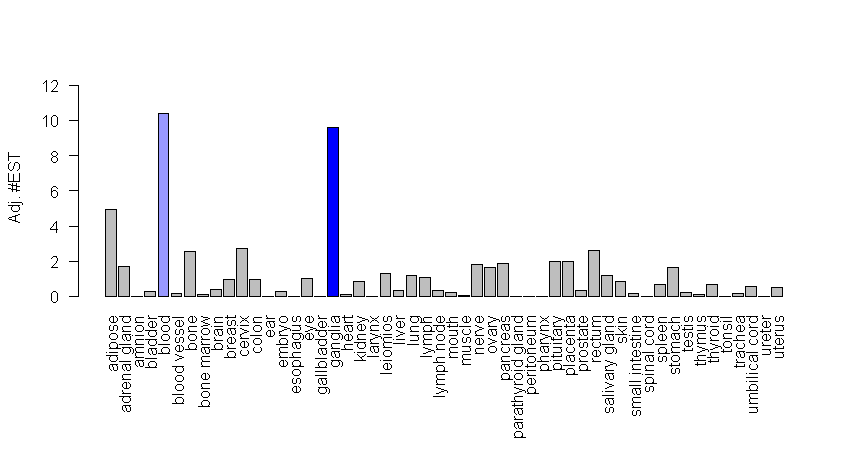 Adj. #EST
12
10
8
6
4
2
0
adipose
adrenal gland
amnion
bladder
blood
blood vessel
bone
bone marrow
brain
breast
cervix
colon
ear
embryo
esophagus
eye
gallbladder
ganglia
heart
kidney
larynx
leiomios
liver
lung
lymph
lymph node
mouth
muscle
nerve
ovary
pancreas
parathyroid gland
peritoneum
pharynx
pituitary
placenta
prostate
rectum
salivary gland
skin
small intestine
spinal cord
spleen
stomach
testis
thymus
thyroid
tonsil
trachea
umbilical cord
ureter
uterus